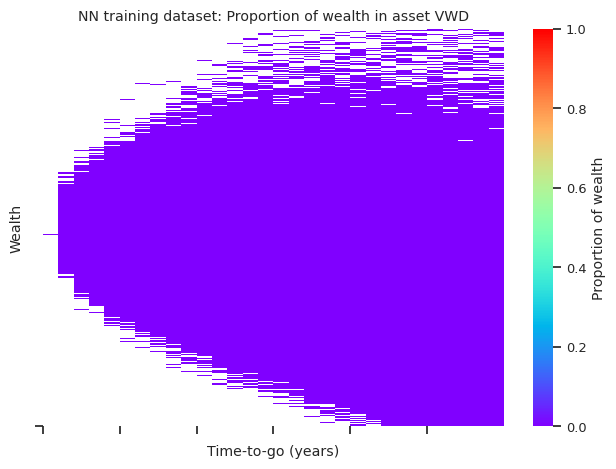 NN training dataset: Proportion of wealth in asset VWD
Wealth
Time-to-go (years)
1.0
0.8
0.6
0.4
0.2
0.0
Proportion of wealth